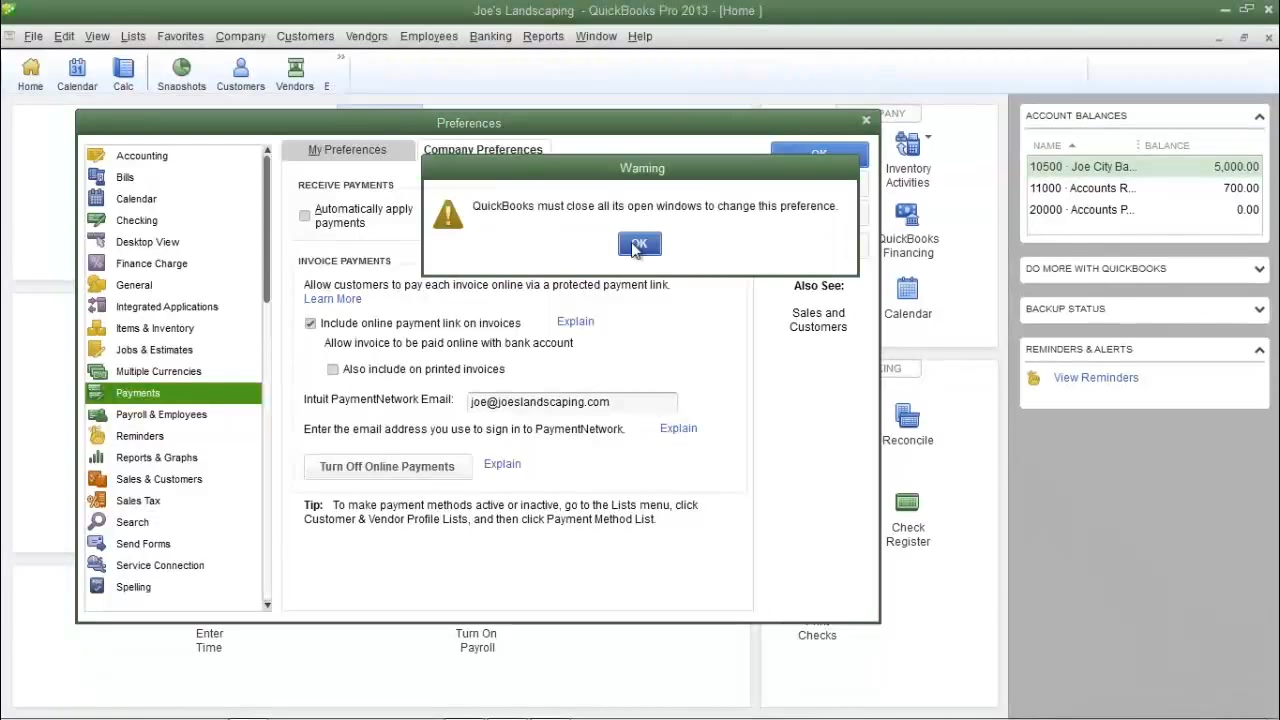 Joe's Landscaping - QuickBooks Pro 2013 - [Home ]
File Edit View Lists Favorites Company Customers Vendors Employees Banking Reports Window Help
Home Calendar Calc Snapshots Customers Vendors E
Preferences
Accounting
Bills
Calendar
Checking
Desktop View
Finance Charge
General
Integrated Applications
Items & Inventory
Jobs & Estimates
Multiple Currencies
Payments
Payroll & Employees
Reminders
Reports & Graphs
Sales & Customers
Sales Tax
Search
Send Forms
Service Connection
Spelling
My Preferences
Company Preferences
OK
RECEIVE PAYMENTS
Automatically apply
payments
Warning
QuickBooks must close all its open windows to change this preference.
OK
INVOICE PAYMENTS
Allow customers to pay each invoice online via a protected payment link.
Learn More
Include online payment link on invoices Explain
Allow invoice to be paid online with bank account
Also include on printed invoices
Intuit PaymentNetwork Email: joe@joeslandscaping.com
Enter the email address you use to sign in to PaymentNetwork. Explain
Turn Off Online Payments Explain
Tip: To make payment methods active or inactive, go to the Lists menu, click
Customer & Vendor Profile Lists, and then click Payment Method List.
Also See:
Sales and
Customers
Enter
Time
Turn On
Payroll
Checks
PANY
Inventory
Activities
QuickBooks
Financing
Calendar
KING
Reconcile
Check
Register
ACCOUNT BALANCES
NAME BALANCE
10500 · Joe City Ba... 5,000.00
11000 · Accounts R... 700.00
20000 · Accounts P... 0.00
DO MORE WITH QUICKBOOKS
BACKUP STATUS
REMINDERS & ALERTS
View Reminders